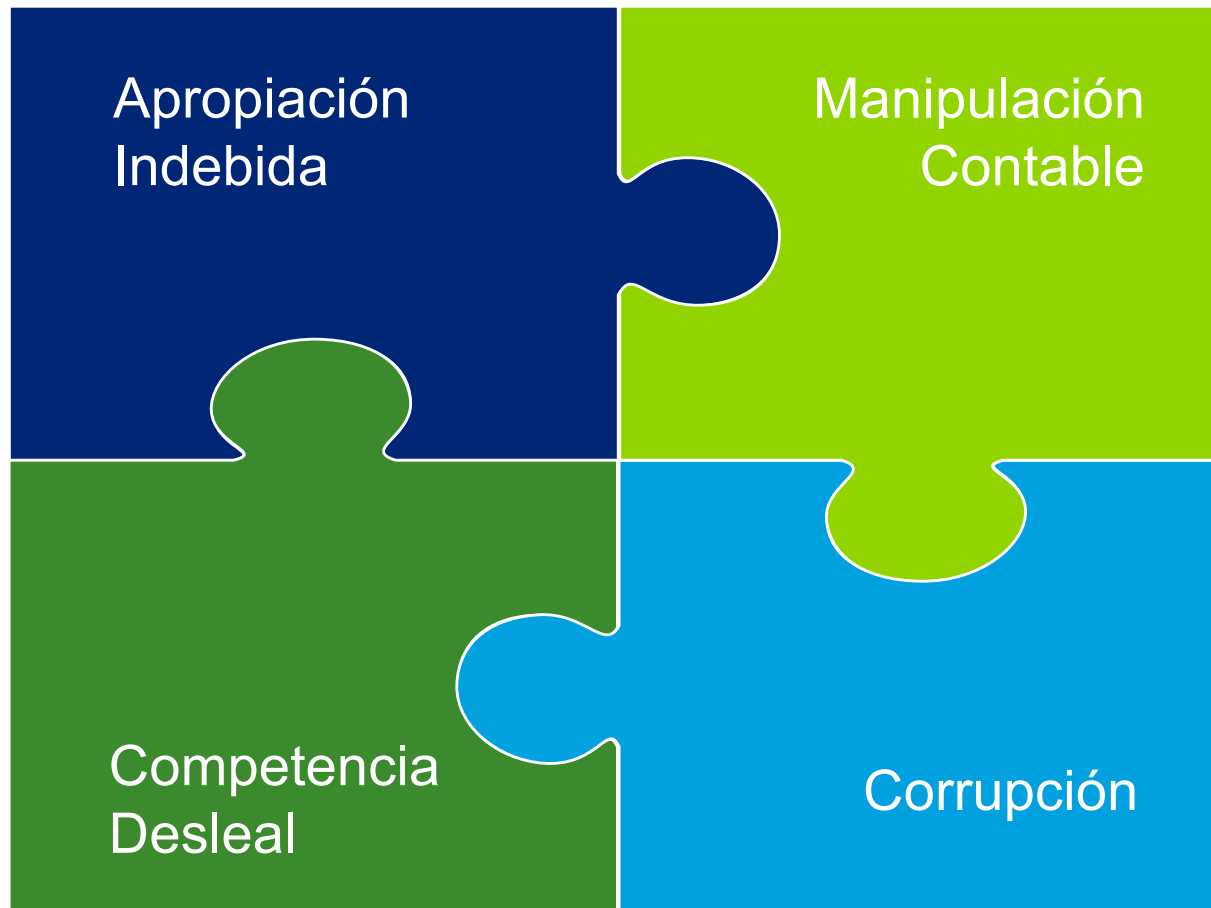 Apropiación
Indebida
Manipulación
Contable
Competencia
Desleal
Corrupción